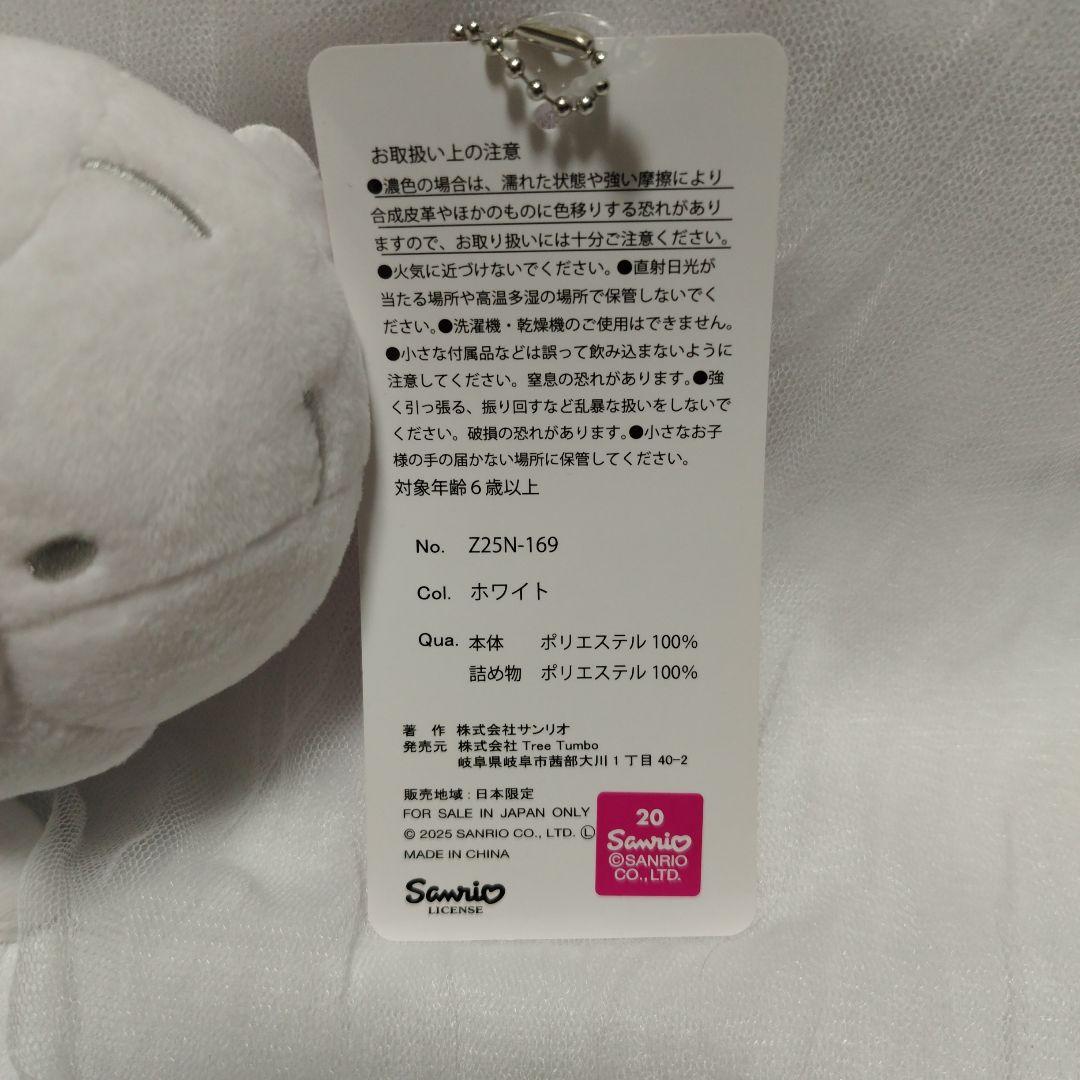 お取扱い上の注意
●濃色の場合は、濡れた状態や強い摩擦により
合成皮革やほかのものに色移りする恐れがあり
ますので、お取り扱いには十分ご注意ください。
●火気に近づけないでください。●直射日光が
当たる場所や高温多湿の場所で保管しないでく
ださい。●洗濯機・乾燥機のご使用はできません。
●小さな付属品などは誤って飲み込まないように
注意してください。窒息の恐れがあります。●強
く引っ張る、振り回すなど乱暴な扱いをしないで
ください。破損の恐れがあります。●小さなお子
様の手の届かない場所に保管してください。
対象年齢6歳以上
No. Z25N-169
Col. ホワイト
Qua. 本体 ポリエステル 100%
詰め物 ポリエステル 100%
著 作 株式会社サンリオ
発売元 株式会社 Tree Tumbo
岐阜県岐阜市茜部大川1丁目40-2
販売地域：日本限定
FOR SALE IN JAPAN ONLY
© 2025 SANRIO CO., LTD. Ⓛ
MADE IN CHINA
Sanrio
LICENSE
20
Sanrio
©SANRIO
CO., LTD.